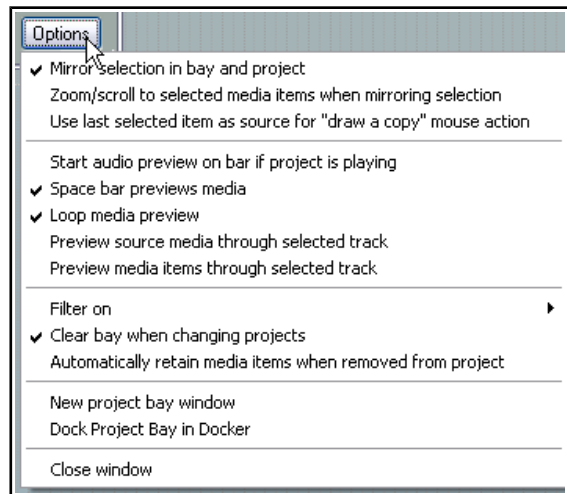 Options
Mirror selection in bay and project
Zoom/scroll to selected media items when mirroring selection
Use last selected item as source for "draw a copy" mouse action
Start audio preview on bar if project is playing
Space bar previews media
Loop media preview
Preview source media through selected track
Preview media items through selected track
Filter on
Clear bay when changing projects
Automatically retain media items when removed from project
New project bay window
Dock Project Bay in Docker
Close window